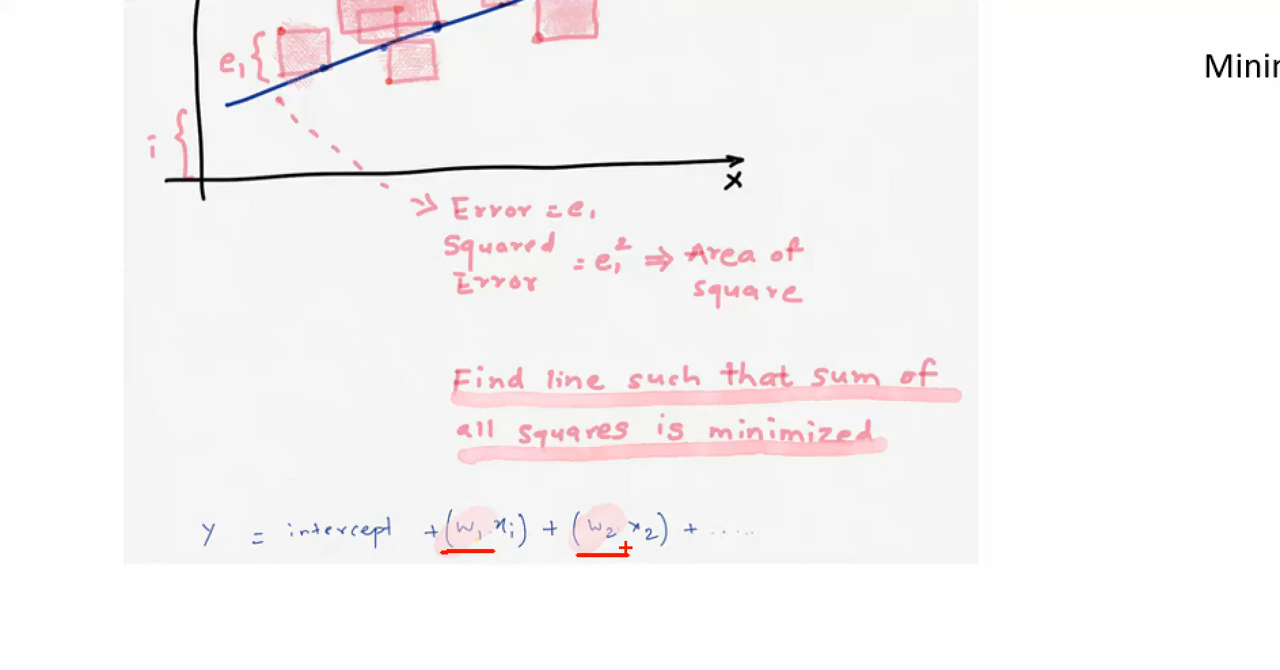 Minin
e₁ {
i {
x
>> Error = e₁
Squared
Error
= e₁² ⇒ Area of
square
Find line such that sum of
all squares is minimized
Y = intercept + (w₁ xᵢ) + (w₂ x₂) + .....